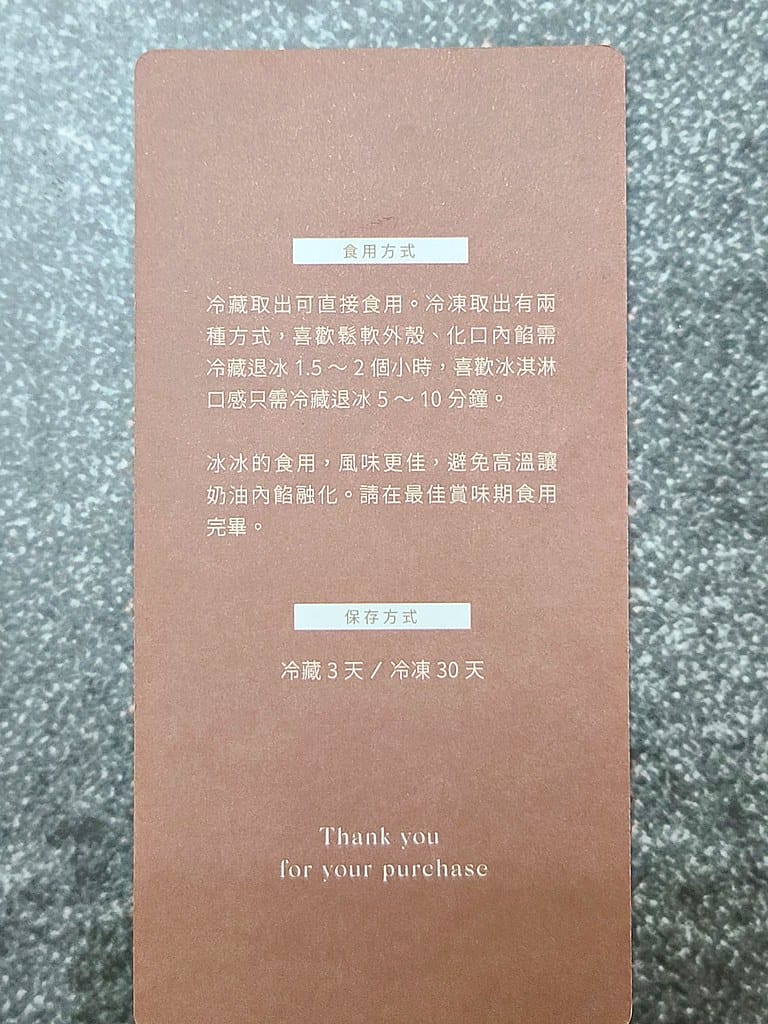 食用方式
冷藏取出可直接食用。冷凍取出有兩
種方式，喜歡鬆軟外殼、化口內餡需
冷藏退冰 1.5 ～ 2 個小時，喜歡冰淇淋
口感只需冷藏退冰 5 ～ 10 分鐘。
冰冰的食用，風味更佳，避免高溫讓
奶油內餡融化。請在最佳賞味期食用
完畢。
保存方式
冷藏 3 天 / 冷凍 30 天
Thank you
for your purchase